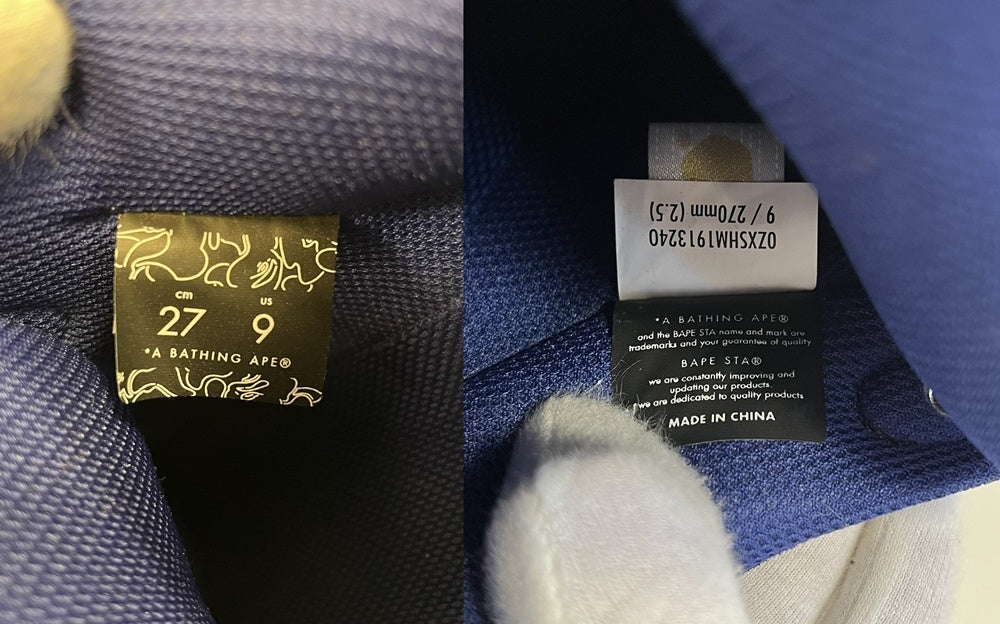 cm us
27 9
*A BATHING APE®
9 / 270mm (2.5)
0ZXSHM1913240
*A BATHING APE®
and the BAPE STA name and mark are
trademarks and your guarantee of quality
BAPE STA®
we are constantly improving and
updating our products.
we are dedicated to quality products
MADE IN CHINA